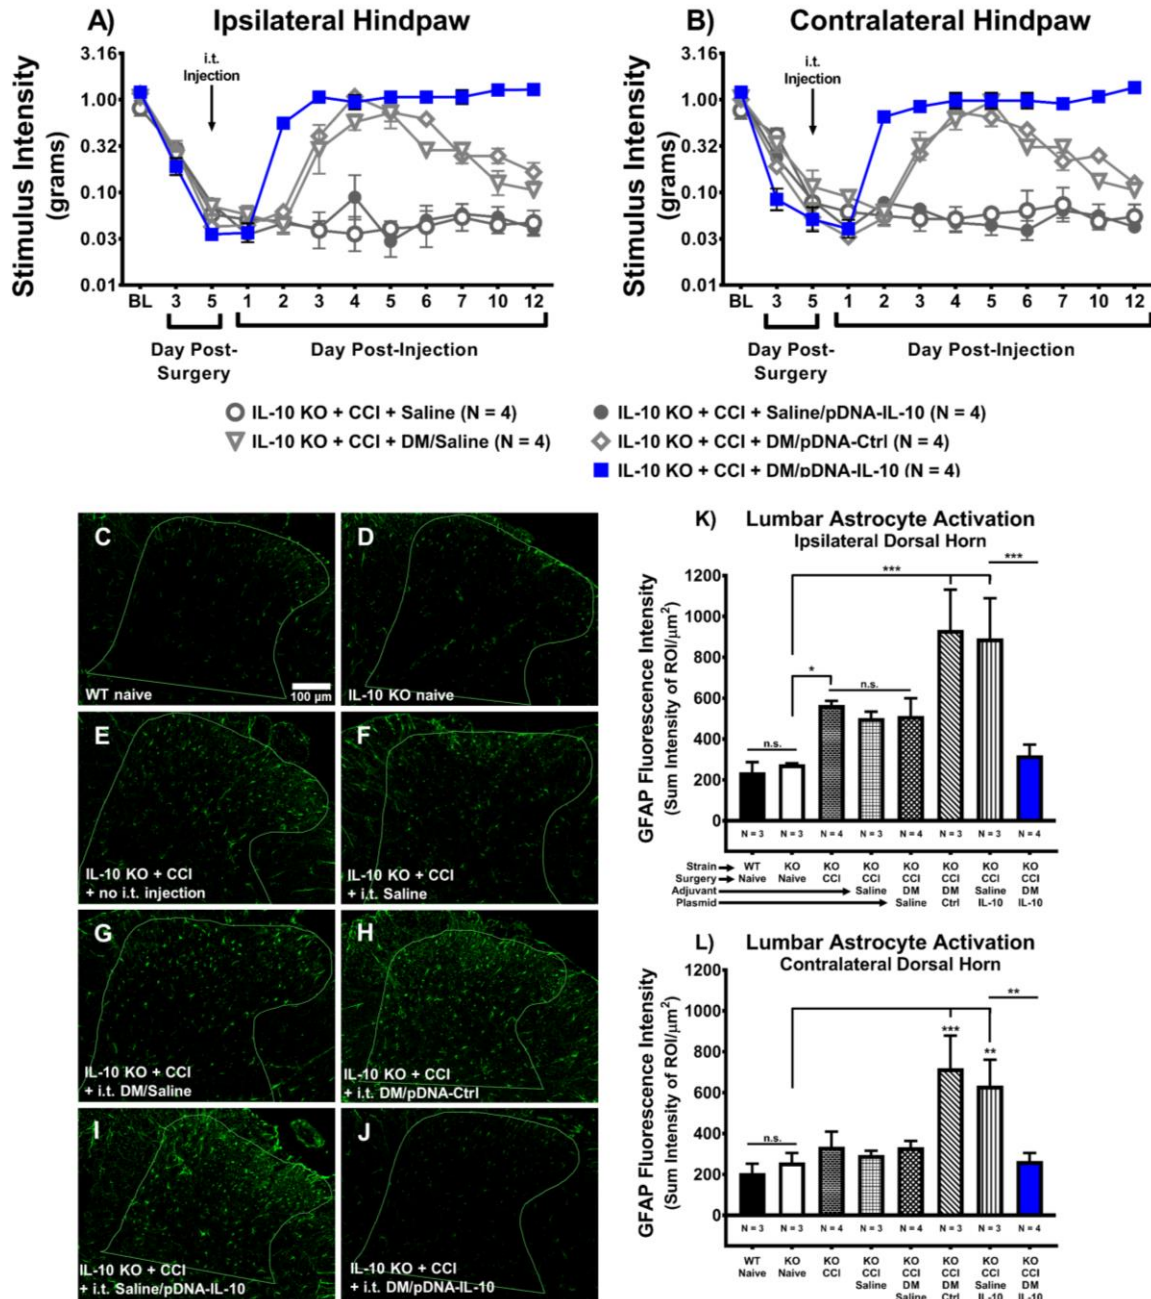 A) Ipsilateral Hindpaw
Stimulus Intensity
(grams)
3.16
1.00
0.32
0.10
0.03
0.01
i.t.
Injection
BL 3 5 1 2 3 4 5 6 7 10 12
Day Post-
Surgery
Day Post-Injection
B) Contralateral Hindpaw
Stimulus Intensity
(grams)
3.16
1.00
0.32
0.10
0.03
0.01
i.t.
Injection
BL 3 5 1 2 3 4 5 6 7 10 12
Day Post-
Surgery
Day Post-Injection
IL-10 KO + CCI + Saline (N = 4)
IL-10 KO + CCI + Saline/pDNA-IL-10 (N = 4)
IL-10 KO + CCI + DM/Saline (N = 4)
IL-10 KO + CCI + DM/pDNA-Ctrl (N = 4)
IL-10 KO + CCI + DM/pDNA-IL-10 (N = 4)
C
WT naive
100 µm
D
IL-10 KO naive
E
IL-10 KO + CCI
+ no i.t. injection
F
IL-10 KO + CCI
+ i.t. Saline
G
IL-10 KO + CCI
+ i.t. DM/Saline
H
IL-10 KO + CCI
+ i.t. DM/pDNA-Ctrl
I
IL-10 KO + CCI
+ i.t. Saline/pDNA-IL-10
J
IL-10 KO + CCI
+ i.t. DM/pDNA-IL-10
K) Lumbar Astrocyte Activation
Ipsilateral Dorsal Horn
GFAP Fluorescence Intensity
(Sum Intensity of ROI/µm²)
1200
1000
800
600
400
200
0
***
***
*
n.s.
n.s.
N = 3 N = 3 N = 4 N = 3 N = 4 N = 3 N = 3 N = 4
Strain WT KO KO KO KO KO KO KO
Surgery Naive Naive CCI CCI CCI CCI CCI CCI
Adjuvant Saline DM DM Saline DM
Plasmid Saline Ctrl IL-10 IL-10
L) Lumbar Astrocyte Activation
Contralateral Dorsal Horn
GFAP Fluorescence Intensity
(Sum Intensity of ROI/µm²)
1200
1000
800
600
400
200
0
**
***
**
n.s.
N = 3 N = 3 N = 4 N = 3 N = 4 N = 3 N = 3 N = 4
WT KO KO KO KO KO KO KO
Naive Naive CCI CCI CCI CCI CCI CCI
Saline DM DM Saline DM
Saline Ctrl IL-10 IL-10